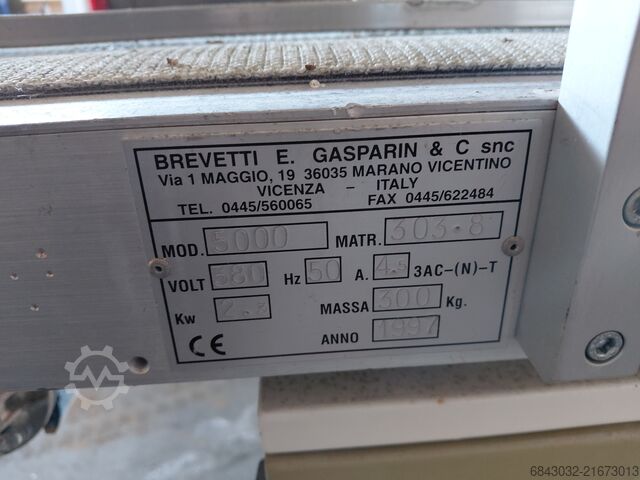 BREVETTI E. GASPARIN & C snc
Via 1 MAGGIO, 19 36035 MARANO VICENTINO
VICENZA - ITALY
TEL. 0445/560065 FAX 0445/622484
MOD. 5000 MATR. 303.8
VOLT 380 Hz 50 A. 4.5 3AC-(N)-T
Kw 2.2 MASSA 300 Kg.
CE ANNO 1997
6843032-21673013